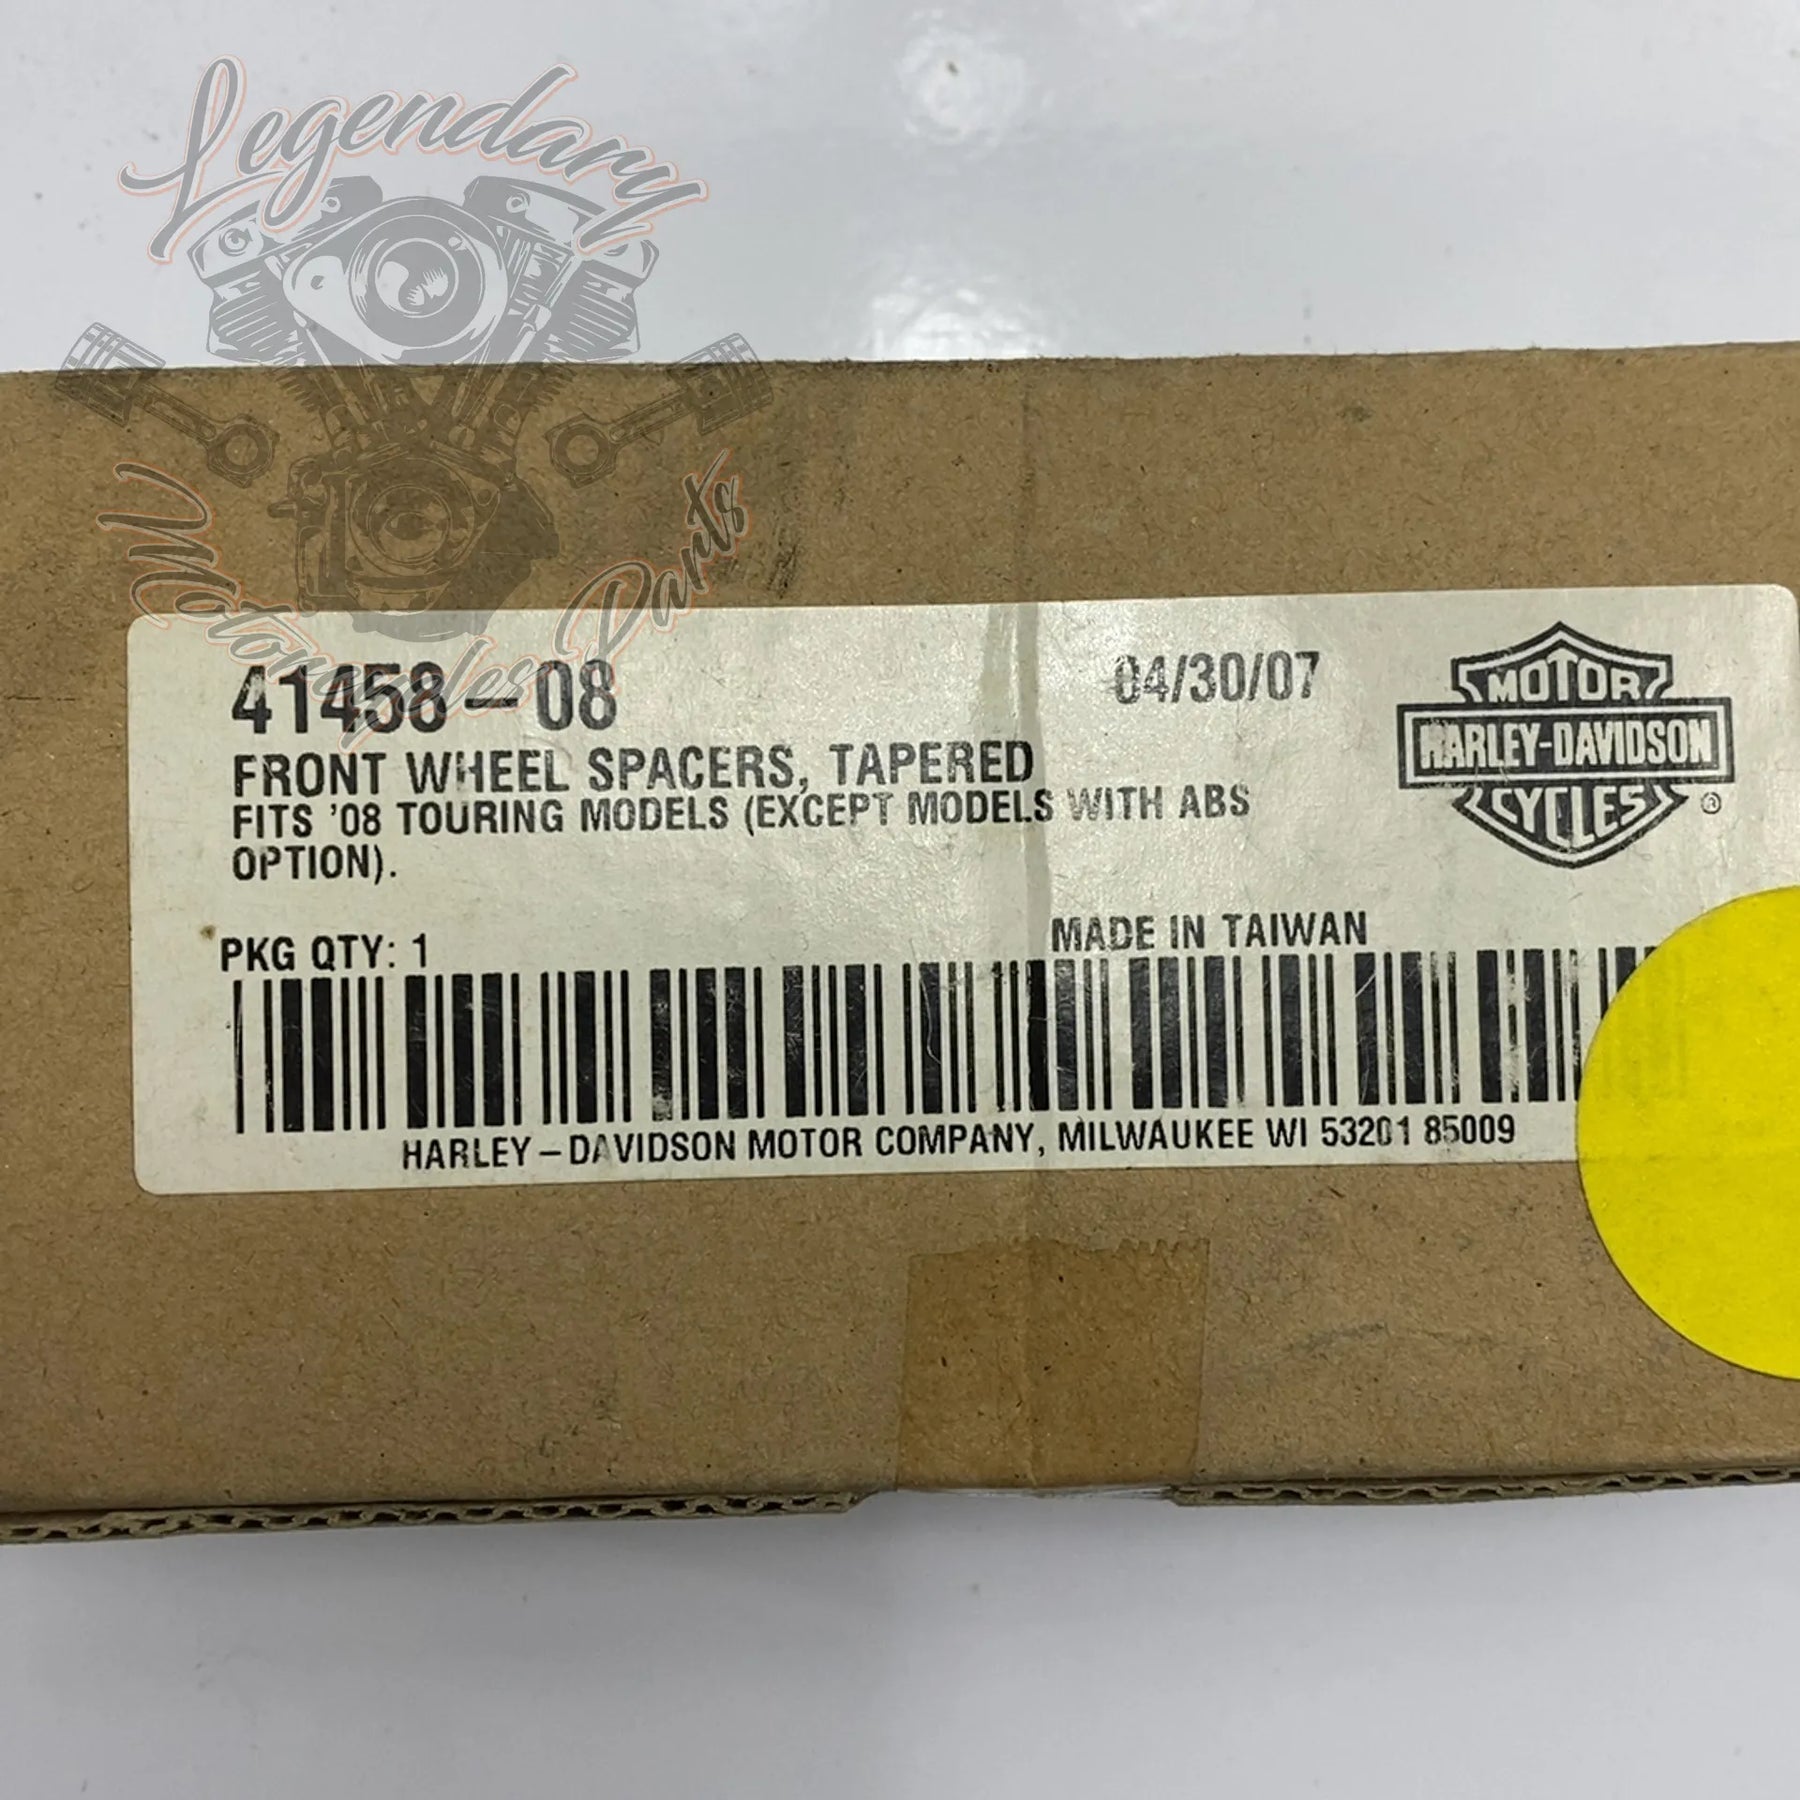 Legendary
Motorcycles Parts
41458-08
04/30/07
MOTOR
HARLEY-DAVIDSON
CYCLES
®
FRONT WHEEL SPACERS, TAPERED
FITS '08 TOURING MODELS (EXCEPT MODELS WITH ABS
OPTION).
PKG QTY: 1
MADE IN TAIWAN
HARLEY-DAVIDSON MOTOR COMPANY, MILWAUKEE WI 53201 85009